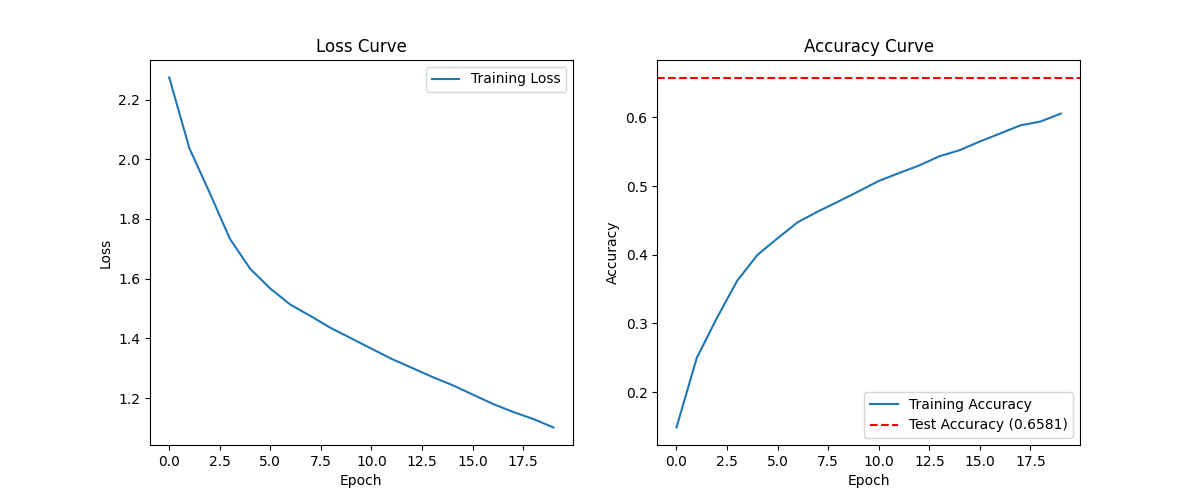 Loss Curve
Training Loss
2.2
2.0
1.8
1.6
1.4
1.2
Loss
0.0 2.5 5.0 7.5 10.0 12.5 15.0 17.5
Epoch
Accuracy Curve
0.6
0.5
0.4
0.3
0.2
Accuracy
Training Accuracy
Test Accuracy (0.6581)
0.0 2.5 5.0 7.5 10.0 12.5 15.0 17.5
Epoch